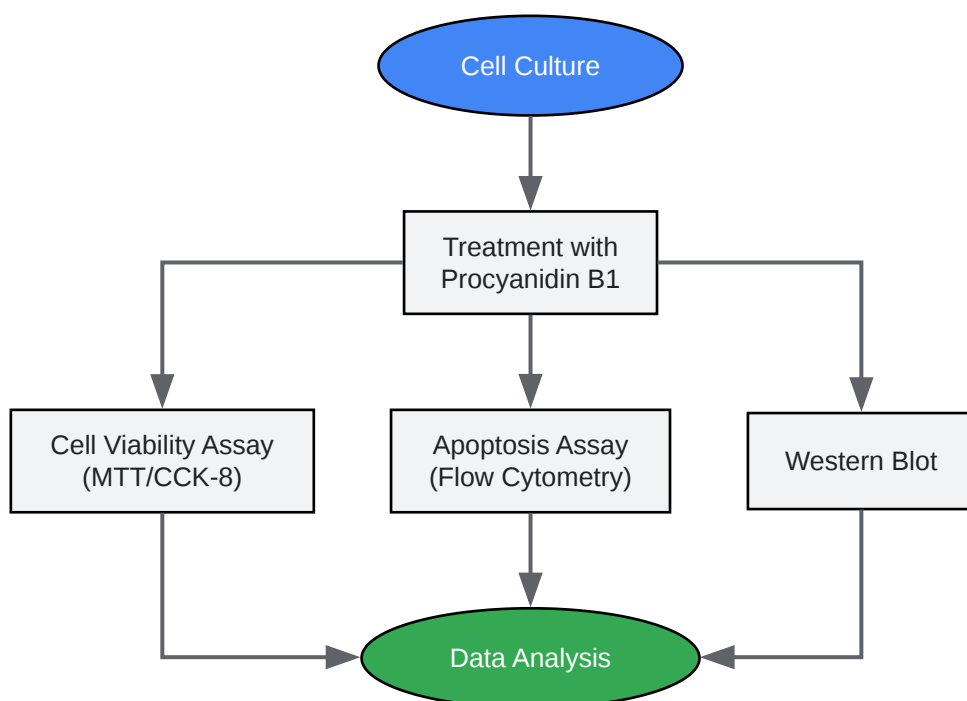 Cell Culture
Treatment with
Procyanidin B1
Cell Viability Assay
(MTT/CCK-8)
Apoptosis Assay
(Flow Cytometry)
Western Blot
Data Analysis